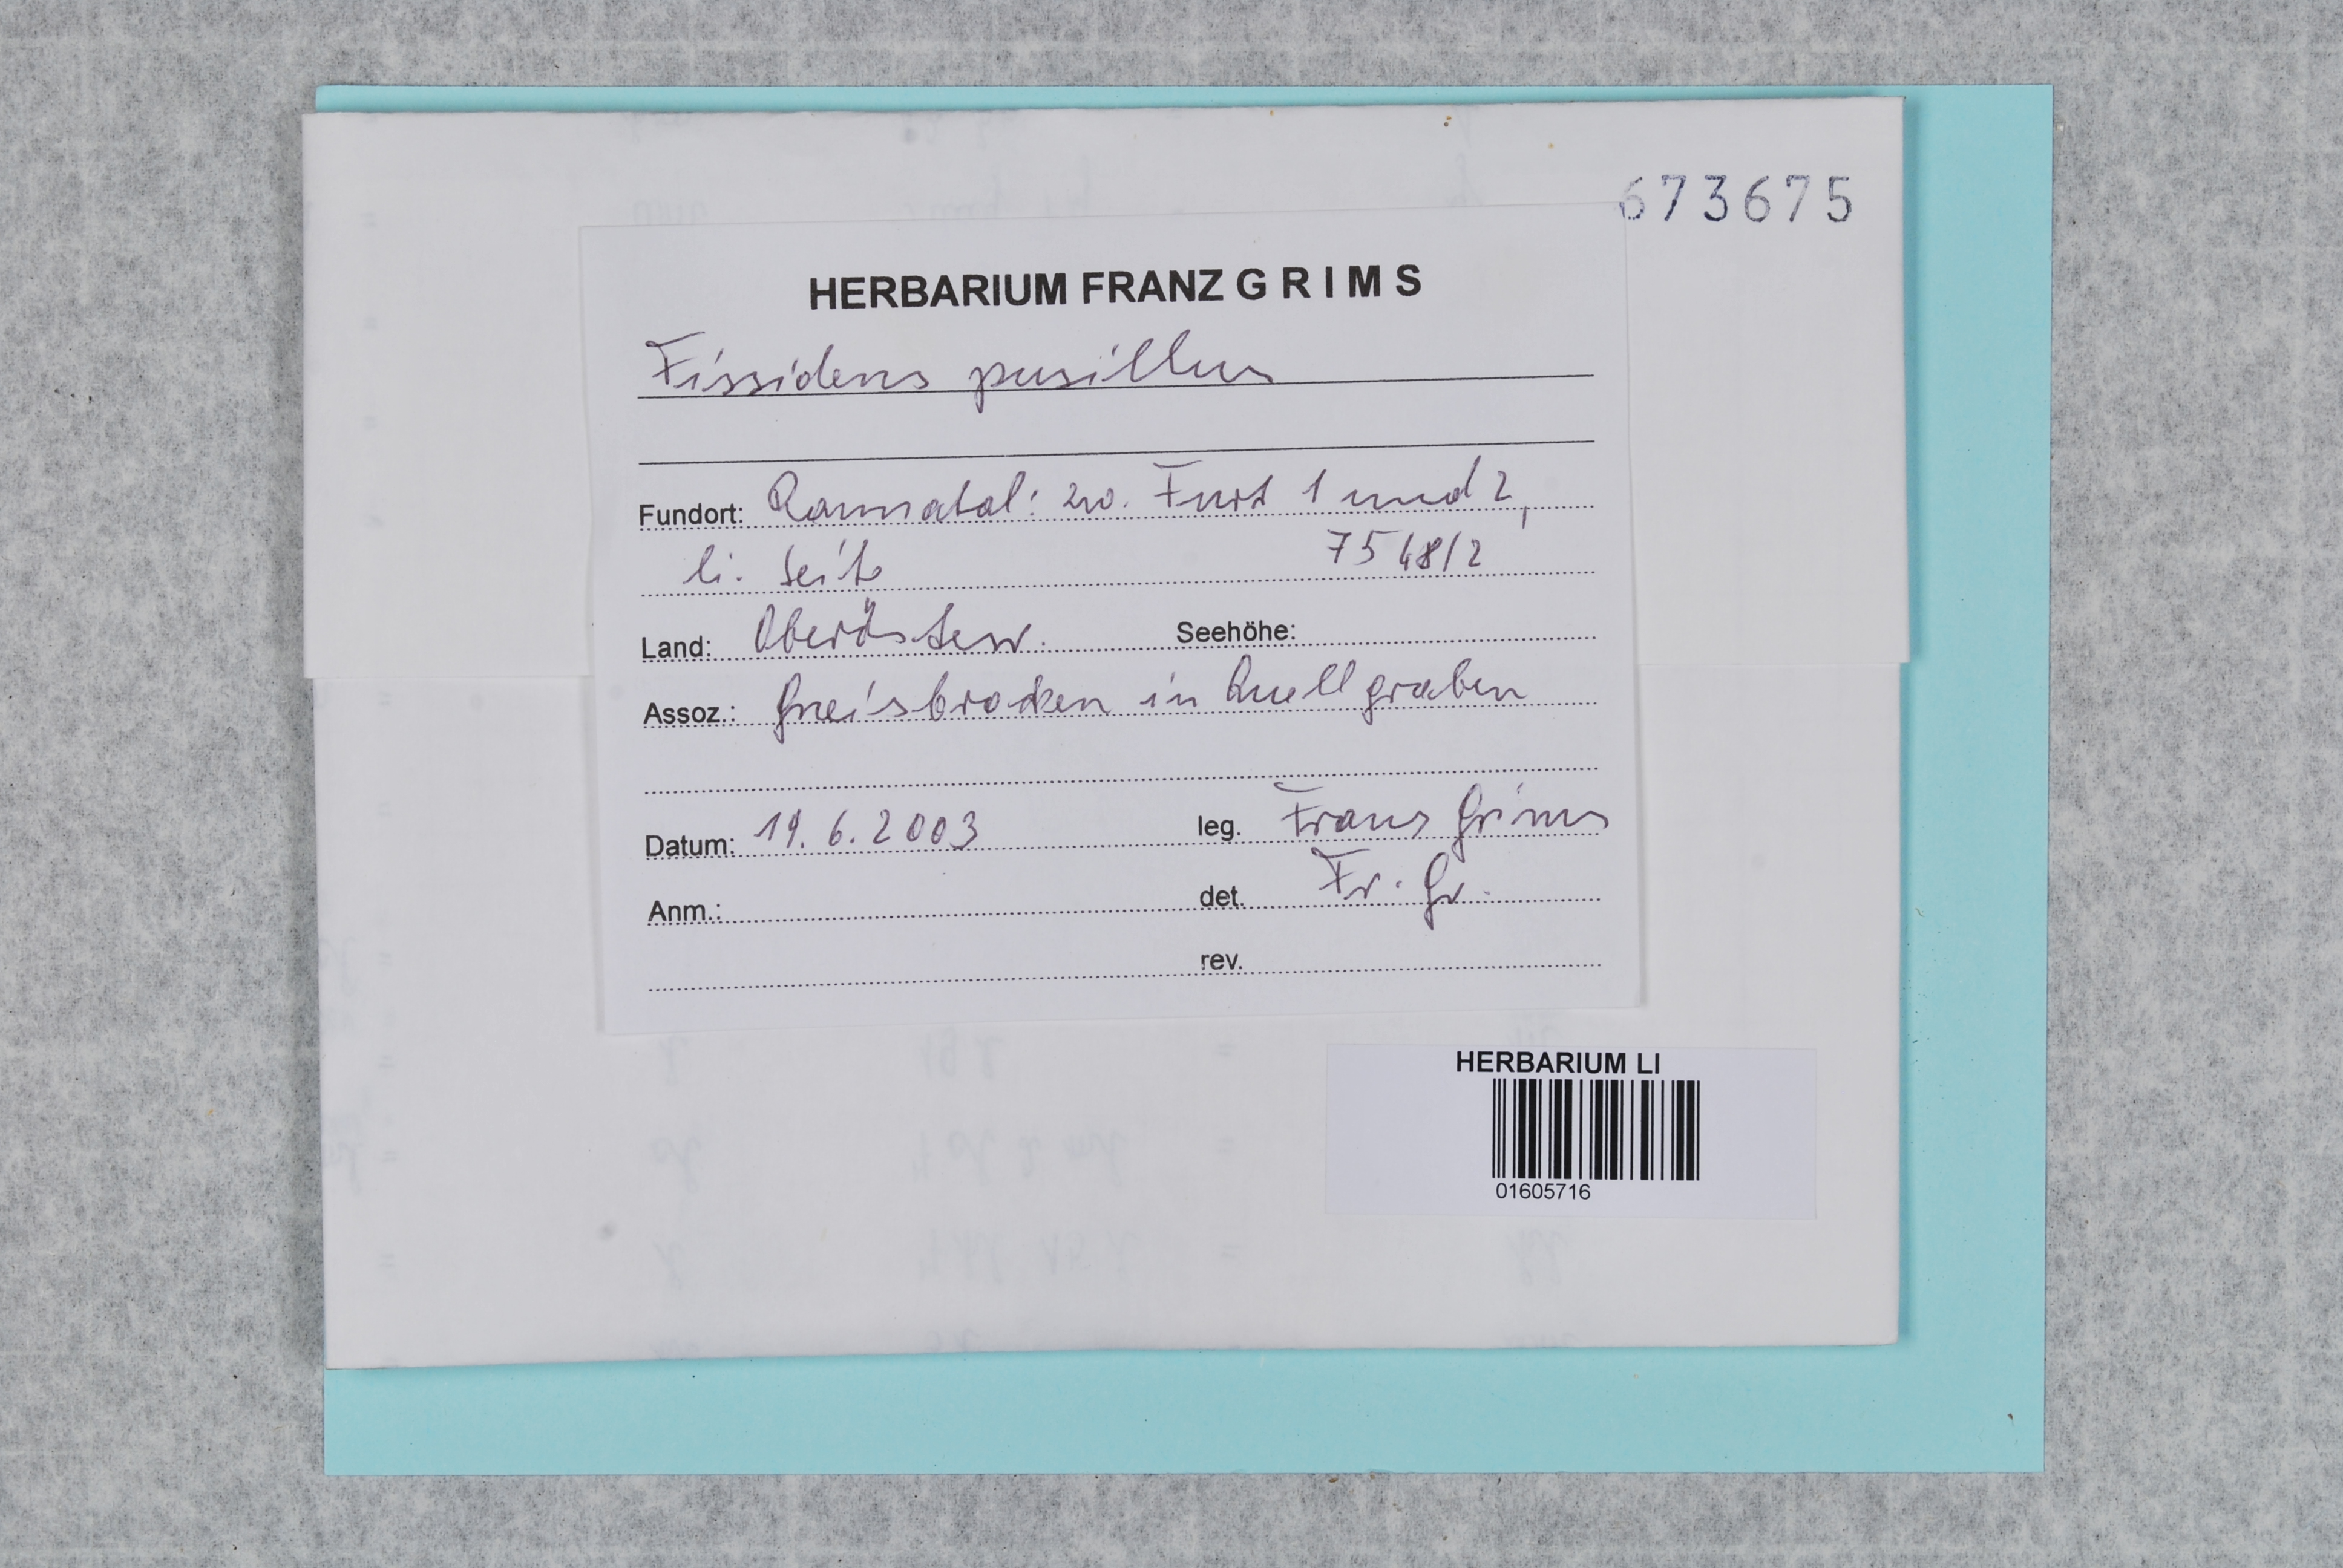 673675
HERBARIUM FRANZ GRIMS
Fissidens pusillus
Fundort: Rannatal: zw. Furt 1 und 2,
li. Seite 7548/2
Land: Oberösterr. Seehöhe:
Assoz.: Gneisbrocken in Quellgraben
Datum: 19.6.2003 leg. Franz Grims
Anm.: det. Fr. Gr.
rev.
HERBARIUM LI
01605716